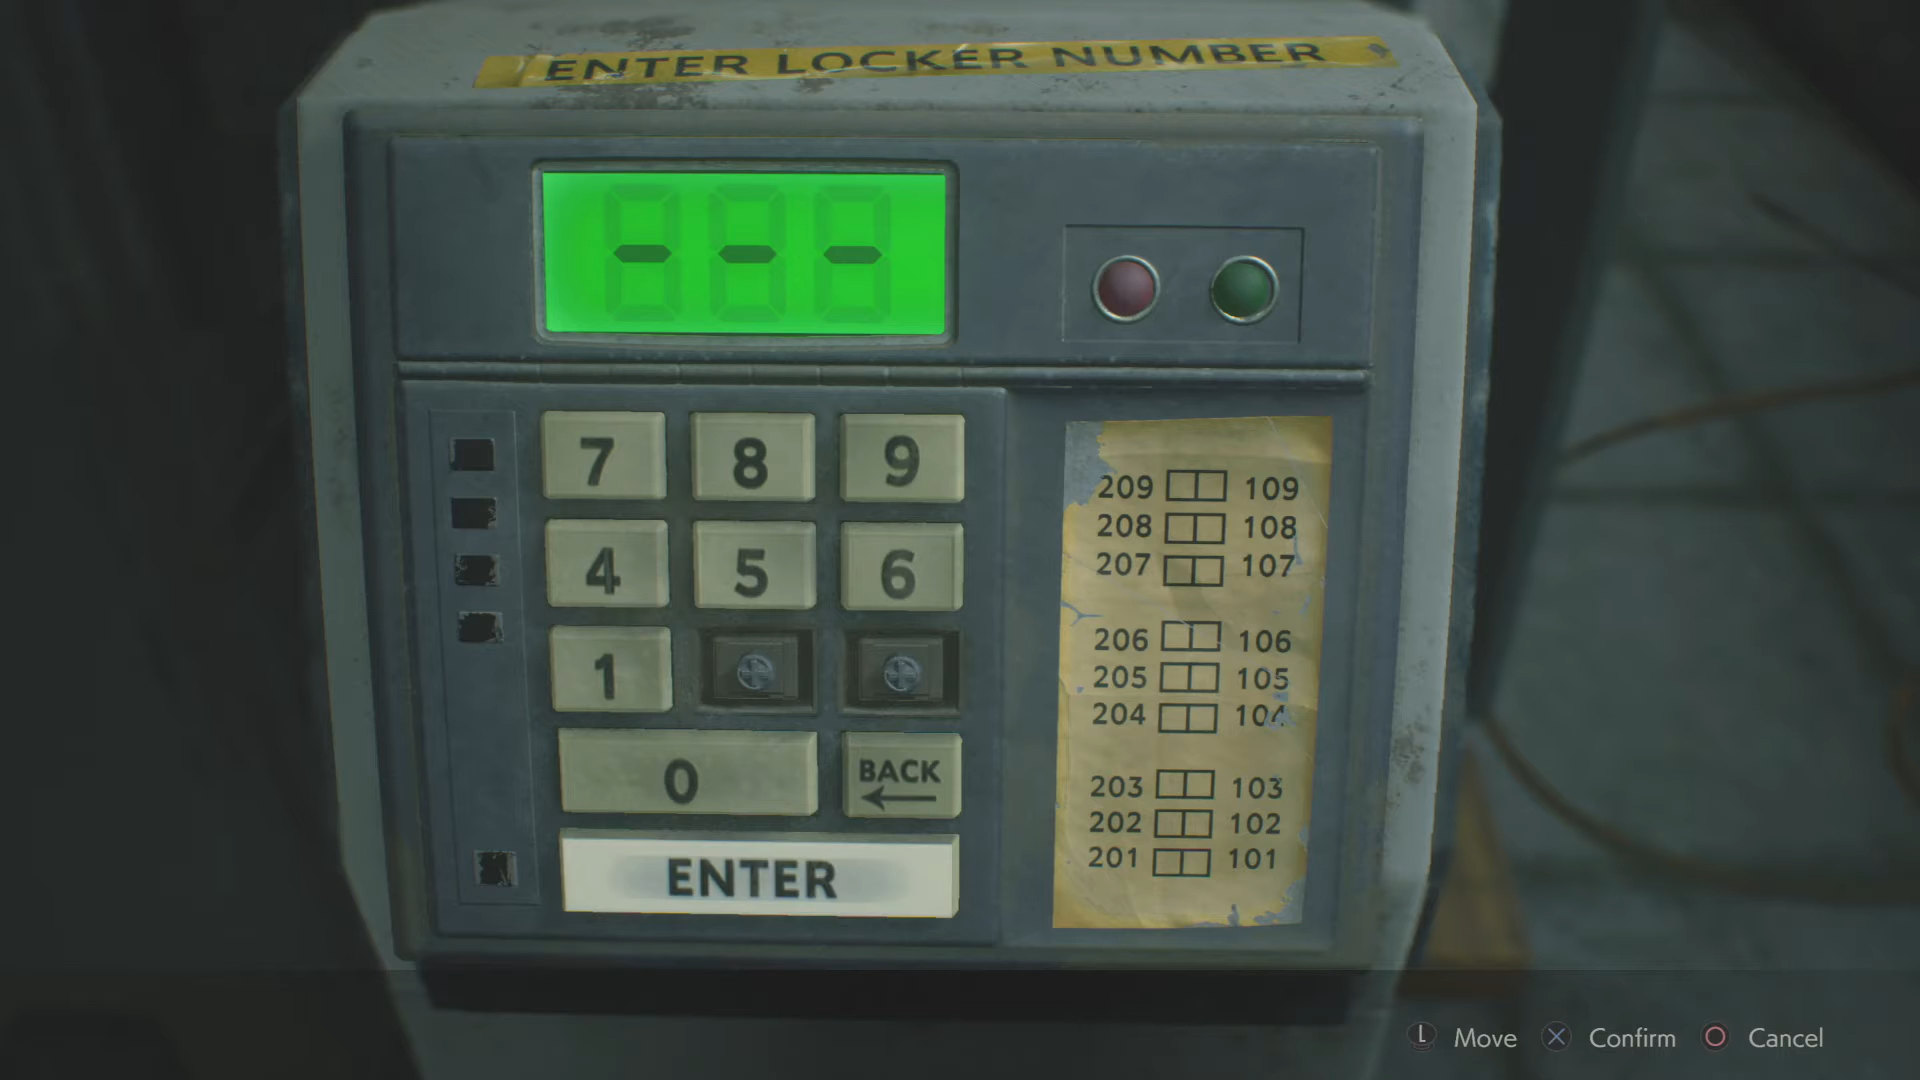 ENTER LOCKER NUMBER
- - -
7 8 9
4 5 6
1
0 BACK
ENTER
209 109
208 108
207 107
206 106
205 105
204 104
203 103
202 102
201 101
L Move Confirm Cancel